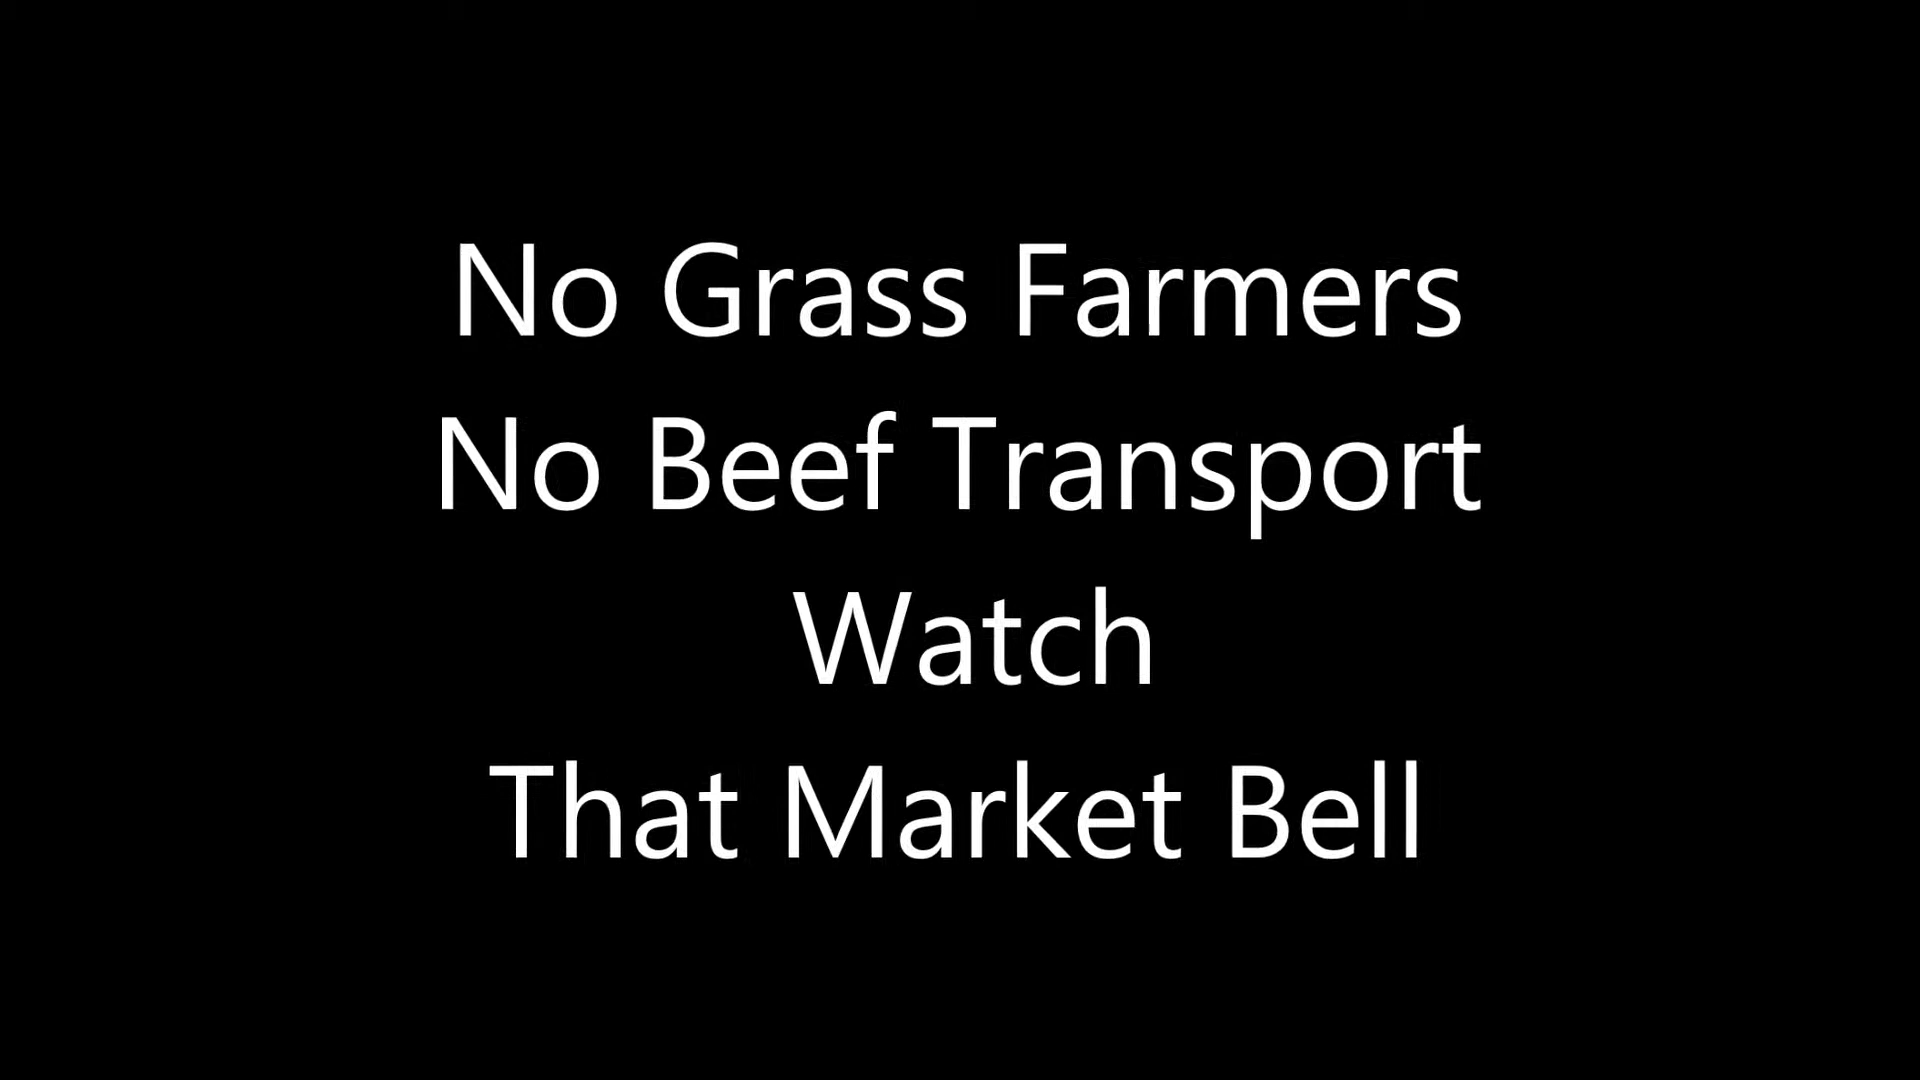 No Grass Farmers
No Beef Transport
Watch
That Market Bell